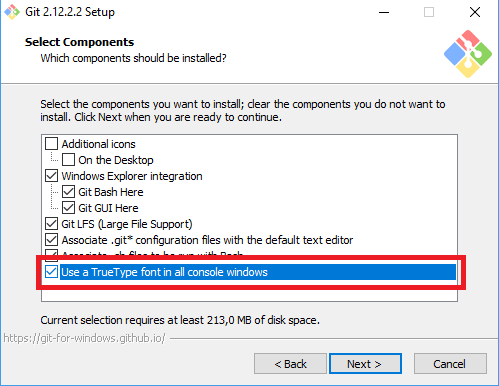 Git 2.12.2.2 Setup
Select Components
Which components should be installed?
Select the components you want to install; clear the components you do not want to
install. Click Next when you are ready to continue.
Additional icons
On the Desktop
Windows Explorer integration
Git Bash Here
Git GUI Here
Git LFS (Large File Support)
Associate .git* configuration files with the default text editor
Associate .sh files to be run with Bash
Use a TrueType font in all console windows
Current selection requires at least 213,0 MB of disk space.
https://git-for-windows.github.io/
< Back
Next >
Cancel